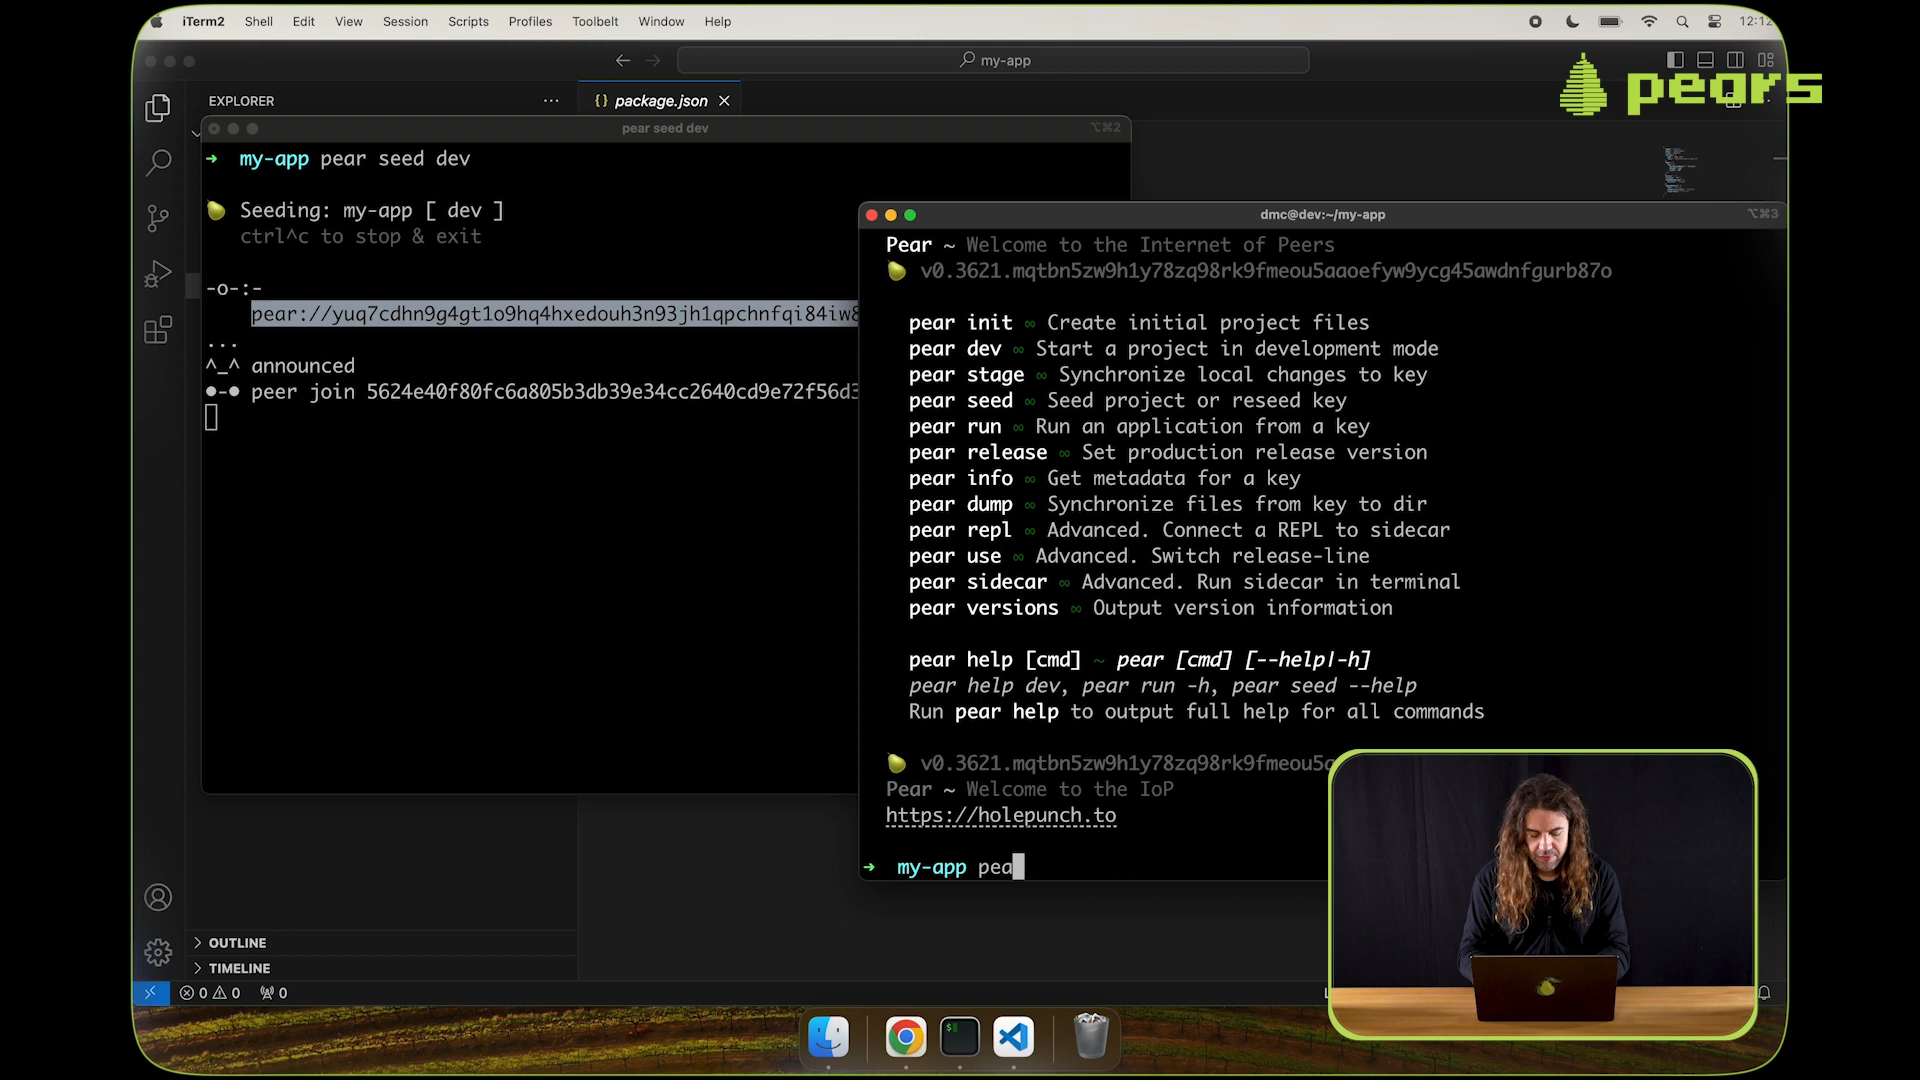 iTerm2 Shell Edit View Session Scripts Profiles Toolbelt Window Help
12:12
my-app
pears
EXPLORER
{} package.json
pear seed dev
⌥⌘2
→ my-app pear seed dev
Seeding: my-app [ dev ]
ctrl^c to stop & exit
-o-:-
pear://yuq7cdhn9g4gt1o9hq4hxedouh3n93jh1qpchnfqi84iw8
...
^_^ announced
●-● peer join 5624e40f80fc6a805b3db39e34cc2640cd9e72f56d3
dmc@dev:~/my-app
⌥⌘3
Pear ~ Welcome to the Internet of Peers
v0.3621.mqtbn5zw9h1y78zq98rk9fmeou5aaoefyw9ycg45awdnfgurb87o
pear init ∞ Create initial project files
pear dev ∞ Start a project in development mode
pear stage ∞ Synchronize local changes to key
pear seed ∞ Seed project or reseed key
pear run ∞ Run an application from a key
pear release ∞ Set production release version
pear info ∞ Get metadata for a key
pear dump ∞ Synchronize files from key to dir
pear repl ∞ Advanced. Connect a REPL to sidecar
pear use ∞ Advanced. Switch release-line
pear sidecar ∞ Advanced. Run sidecar in terminal
pear versions ∞ Output version information
pear help [cmd] ~ pear [cmd] [--help|-h]
pear help dev, pear run -h, pear seed --help
Run pear help to output full help for all commands
v0.3621.mqtbn5zw9h1y78zq98rk9fmeou5a
Pear ~ Welcome to the IoP
https://holepunch.to
→ my-app pea
OUTLINE
TIMELINE
0 0 0